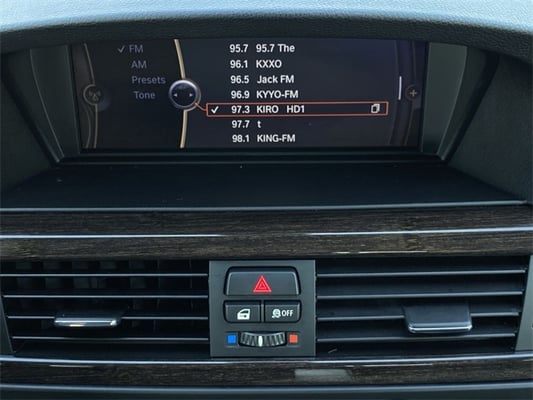 FM
AM
Presets
Tone
95.7 95.7 The
96.1 KXXO
96.5 Jack FM
96.9 KYYO-FM
97.3 KIRO HD1
97.7 t
98.1 KING-FM
OFF